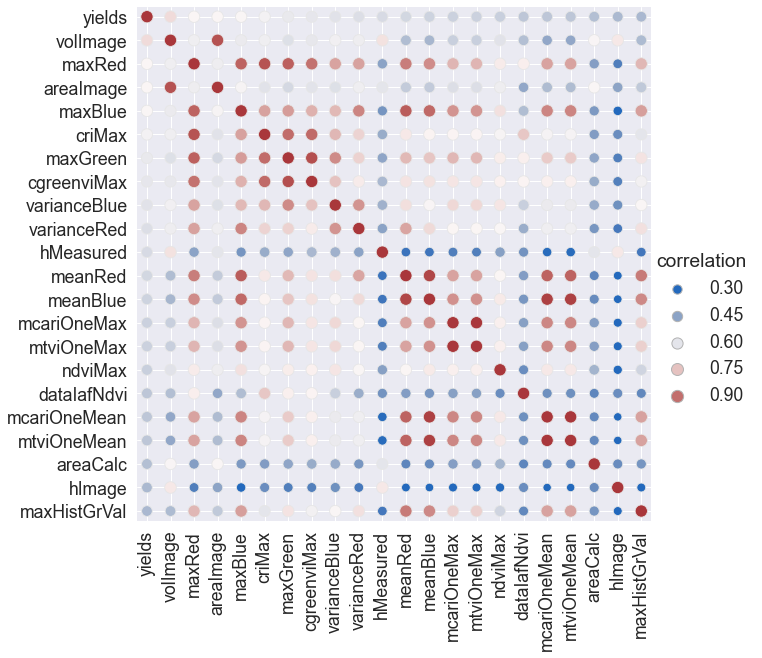 yields
volImage
maxRed
areaImage
maxBlue
criMax
maxGreen
cgreenviMax
varianceBlue
varianceRed
hMeasured
meanRed
meanBlue
mcariOneMax
mtviOneMax
ndviMax
datalafNdvi
mcariOneMean
mtviOneMean
areaCalc
hImage
maxHistGrVal
correlation
0.30
0.45
0.60
0.75
0.90
yields
volImage
maxRed
areaImage
maxBlue
criMax
maxGreen
cgreenviMax
varianceBlue
varianceRed
hMeasured
meanRed
meanBlue
mcariOneMax
mtviOneMax
ndviMax
datalafNdvi
mcariOneMean
mtviOneMean
areaCalc
hImage
maxHistGrVal